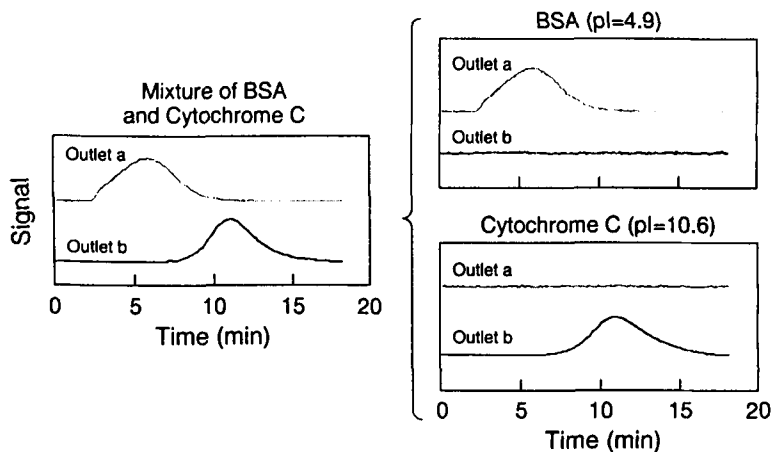 Mixture of BSA
and Cytochrome C
Signal
Outlet a
Outlet b
0 5 10 15 20
Time (min)
BSA (pI=4.9)
Outlet a
Outlet b
Cytochrome C (pI=10.6)
Outlet a
Outlet b
0 5 10 15 20
Time (min)